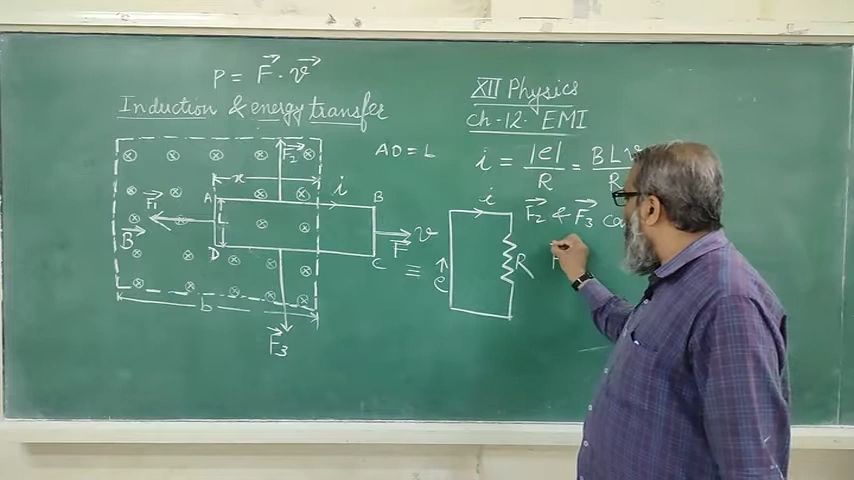 P = F⃗ · v⃗
Induction & energy transfer
XII Physics
Ch-12. EMI
AD = L
i = |e|/R = BLv/R
F⃗2
x
A
i
B
F⃗1
L
v
F⃗
B⃗
D
C
b
F⃗3
≡
i
e
R
F⃗2 & F⃗3
F